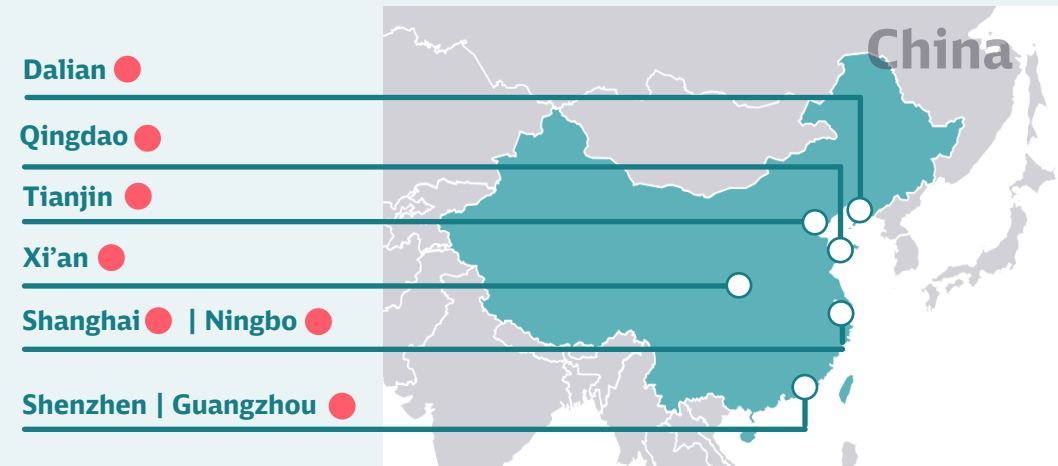 China
Dalian
Qingdao
Tianjin
Xi’an
Shanghai | Ningbo
Shenzhen | Guangzhou